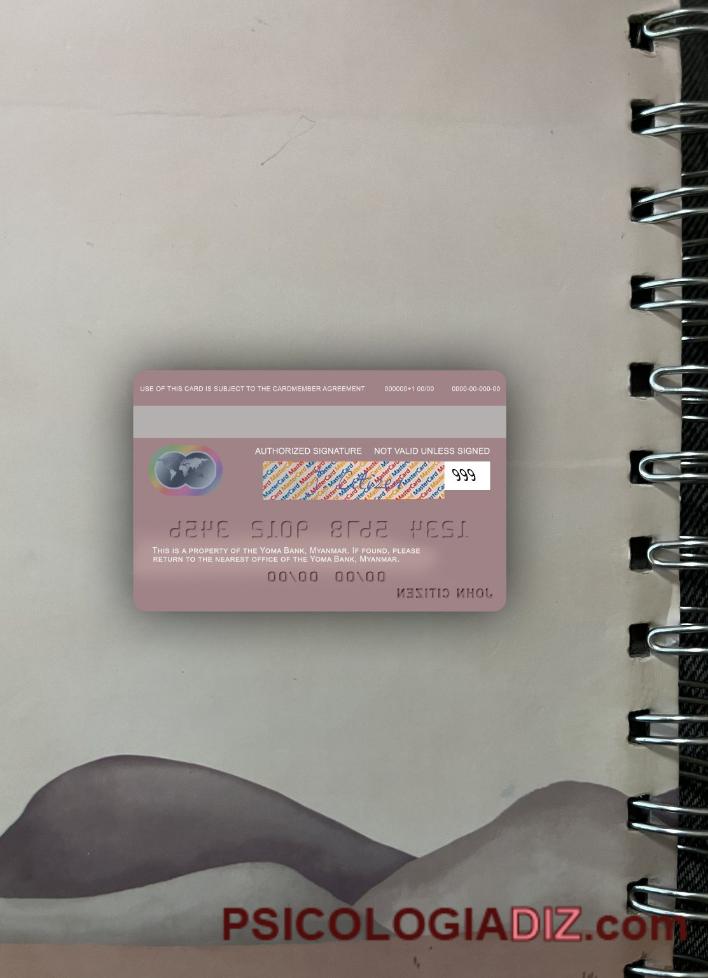 USE OF THIS CARD IS SUBJECT TO THE CARDMEMBER AGREEMENT 000000+1 00/00 0000-00-000-00
AUTHORIZED SIGNATURE NOT VALID UNLESS SIGNED
MasterCard MasterCard MasterCard
999
1234 5678 9012 3456
THIS IS A PROPERTY OF THE YOMA BANK, MYANMAR. IF FOUND, PLEASE
RETURN TO THE NEAREST OFFICE OF THE YOMA BANK, MYANMAR.
00/00 00/00
JOHN CITIZEN
PSICOLOGIADIZ.com